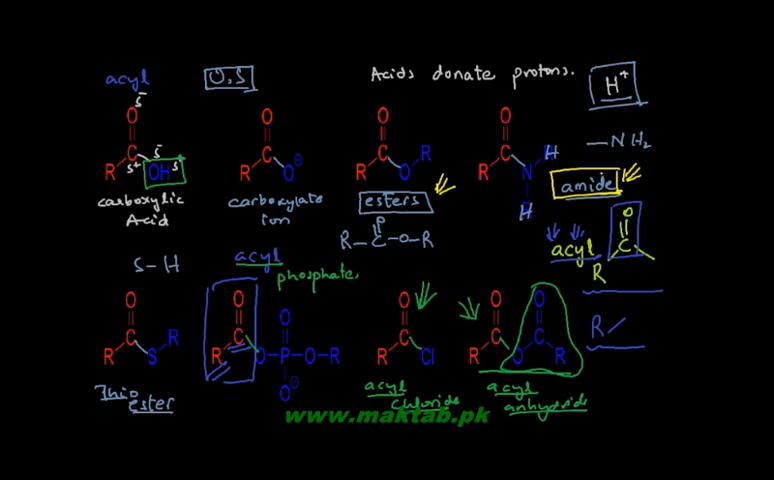 acyl
O,S
Acids donate protons.
H+
δ-
O
O
O
O
δ-
—NH2
C
C
C
R
C
H
R
δ+
OH
δ+
R
O⊖
R
O
R
N
H
carboxylic
Acid
carboxylate
ion
esters
amide
R—C—O—R
O
acyl
O
C
R
S—H
acyl
phosphate
O
O
O
O
O
O
R
C
R
C
O
C
C
C
R
S
R
O
P
O
R
R
Cl
R
O
R
O⊖
Thio
ester
acyl
chloride
acyl
anhydride
www.maktab.pk